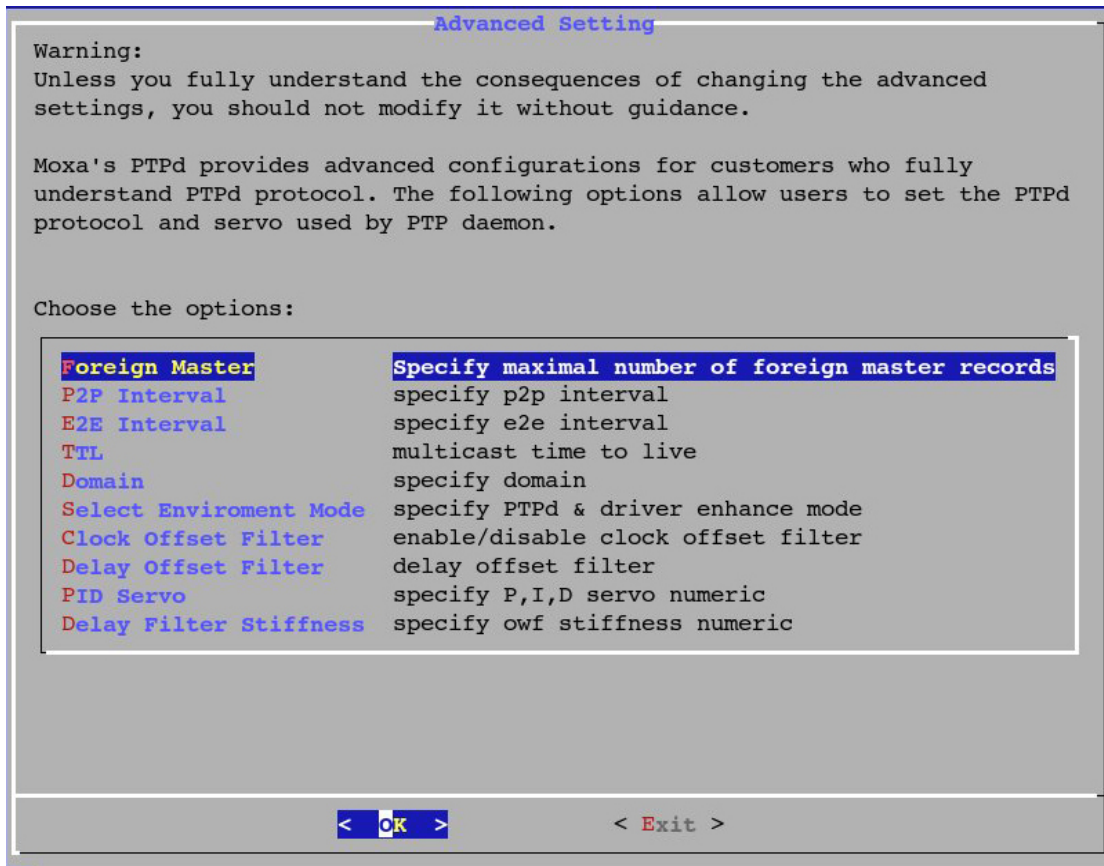 Advanced Setting
Warning:
Unless you fully understand the consequences of changing the advanced
settings, you should not modify it without guidance.
Moxa's PTPd provides advanced configurations for customers who fully
understand PTPd protocol. The following options allow users to set the PTPd
protocol and servo used by PTP daemon.
Choose the options:
Foreign Master Specify maximal number of foreign master records
P2P Interval specify p2p interval
E2E Interval specify e2e interval
TTL multicast time to live
Domain specify domain
Select Enviroment Mode specify PTPd & driver enhance mode
Clock Offset Filter enable/disable clock offset filter
Delay Offset Filter delay offset filter
PID Servo specify P,I,D servo numeric
Delay Filter Stiffness specify owf stiffness numeric
< OK > < Exit >